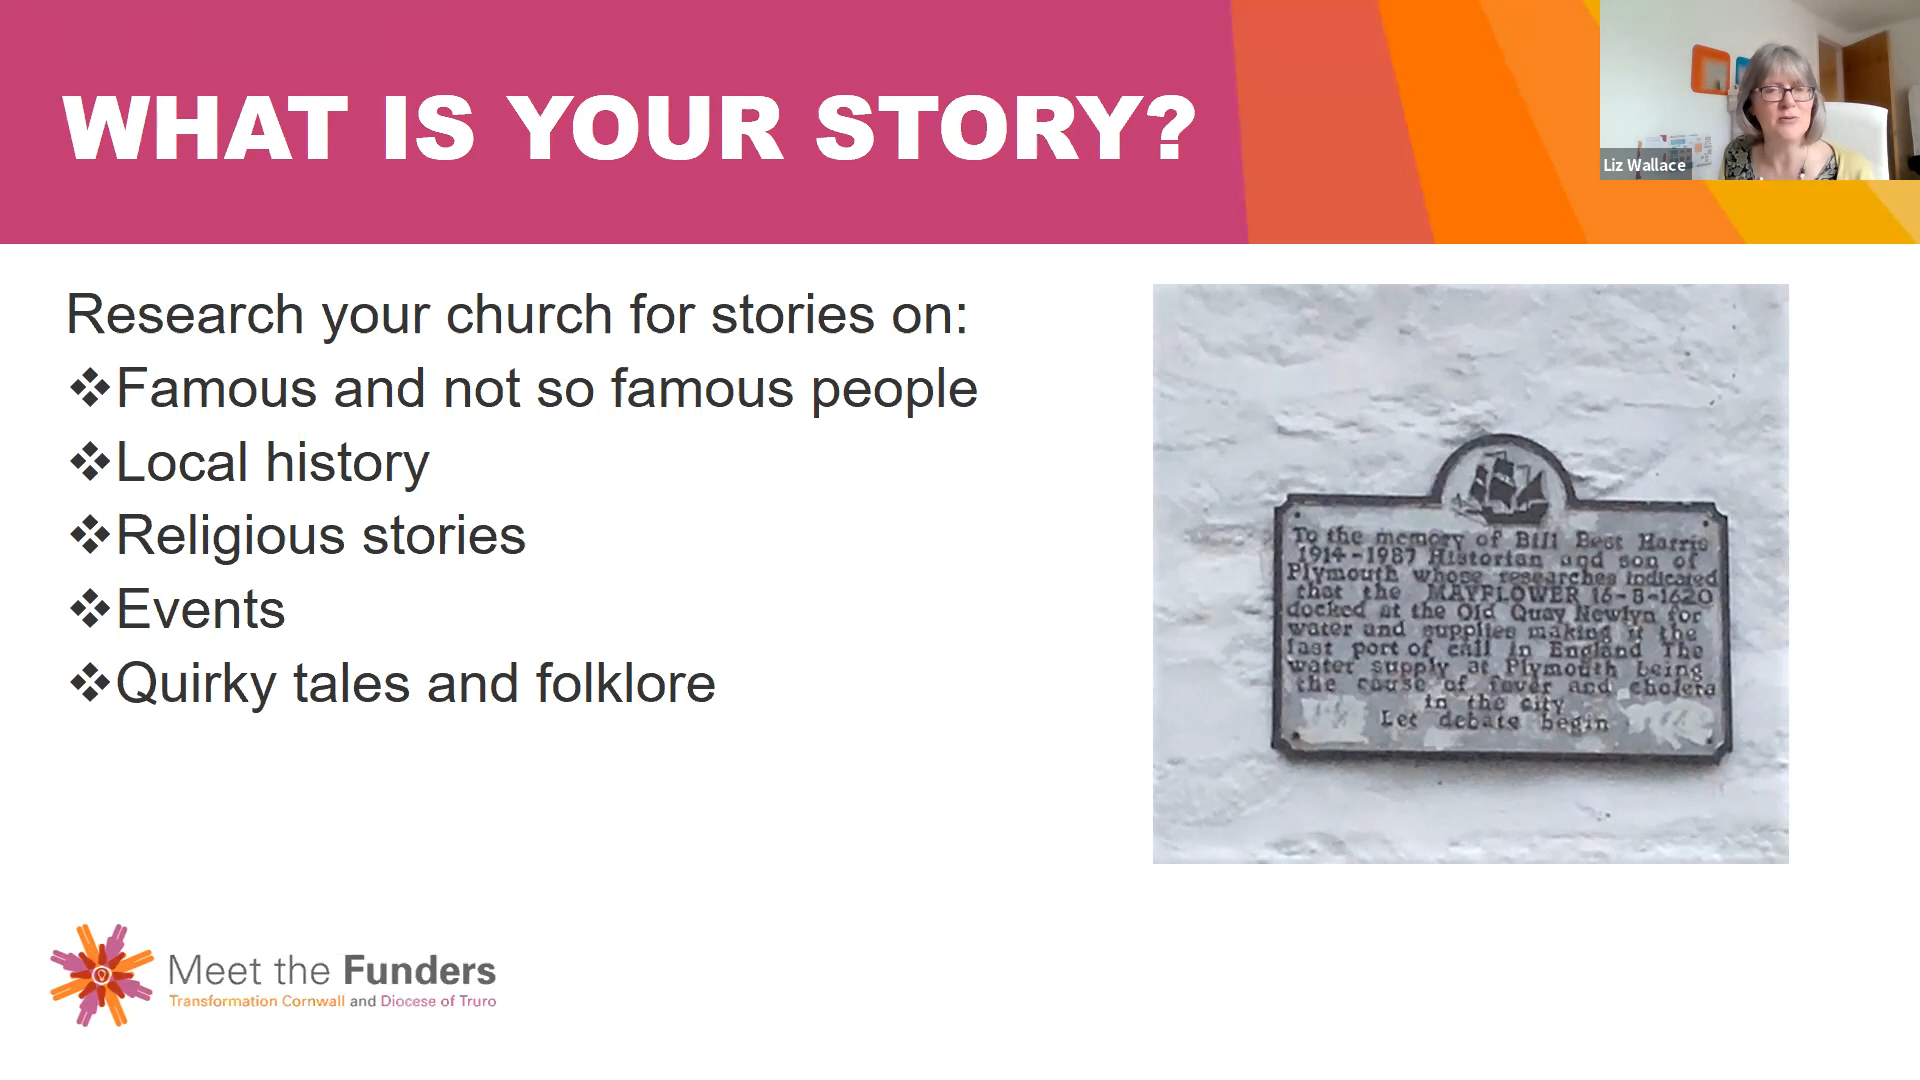 WHAT IS YOUR STORY?
Liz Wallace
Research your church for stories on:
❖Famous and not so famous people
❖Local history
❖Religious stories
❖Events
❖Quirky tales and folklore
To the memory of Bill Best Harris
1914-1987 Historian and son of
Plymouth whose researches indicated
that the MAYFLOWER 16-8-1620
docked at the Old Quay Newlyn for
water and supplies making it the
last port of call in England The
water supply at Plymouth being
the cause of fever and cholera
in the city
Let debate begin
Meet the Funders
Transformation Cornwall and Diocese of Truro